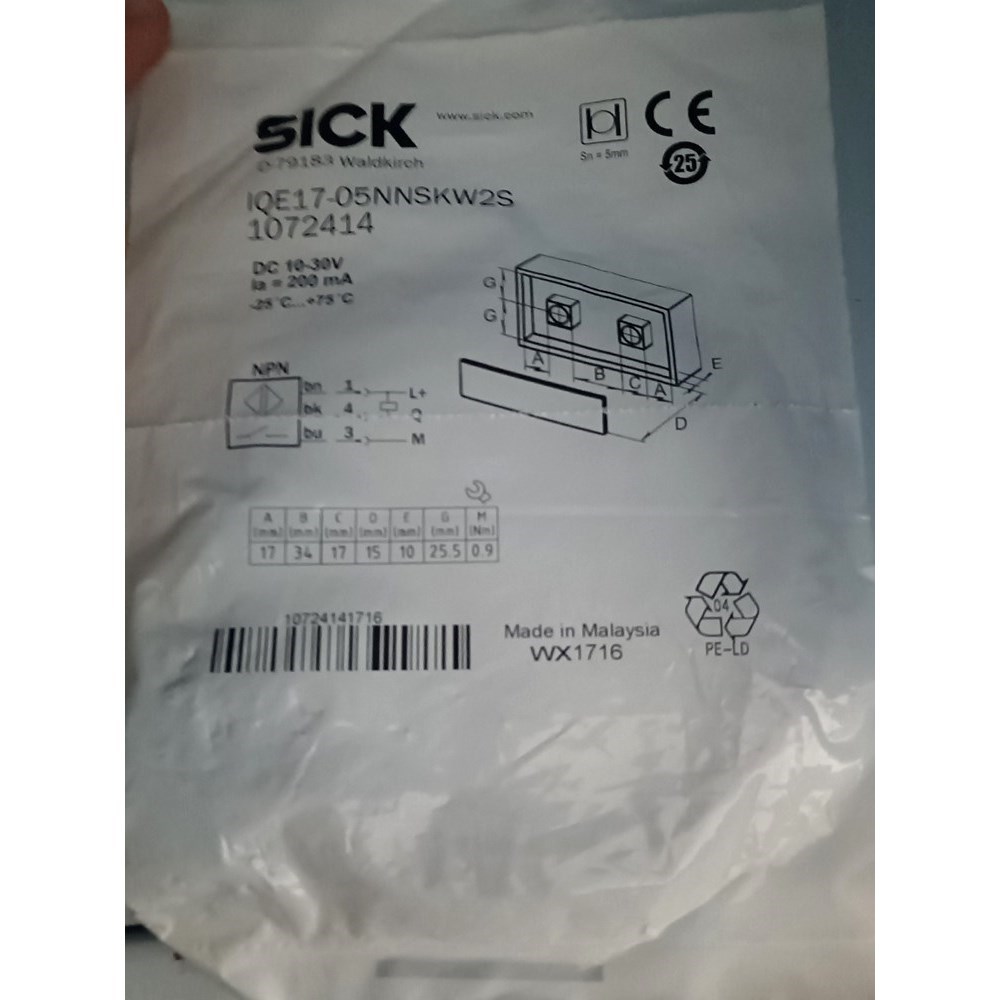 SICK
www.sick.com
D-79183 Waldkirch
Sn = 5mm
CE
25
IQE17-05NNSKW2S
1072414
DC 10-30V
Ia = 200 mA
-25°C...+75°C
G
G
A
B
C
A
E
D
NPN
bn 1 L+
bk 4 Q
bu 3 M
A B C D E G M
(mm) (mm) (mm) (mm) (mm) (mm) (Nm)
17 34 17 15 10 25.5 0.9
10724141716
Made in Malaysia
WX1716
04
PE-LD